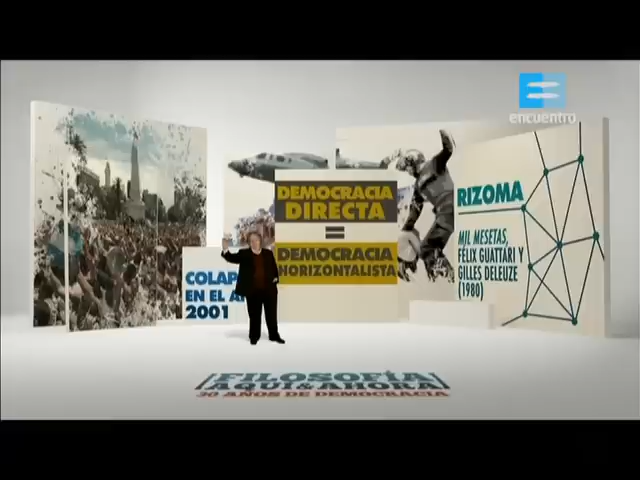 encuentro
DEMOCRACIA
DIRECTA
=
DEMOCRACIA
HORIZONTALISTA
RIZOMA
MIL MESETAS,
FÉLIX GUATTARI Y
GILLES DELEUZE
(1980)
COLAP
EN EL A
2001
FILOSOFÍA
AQUÍ & AHORA
30 AÑOS DE DEMOCRACIA